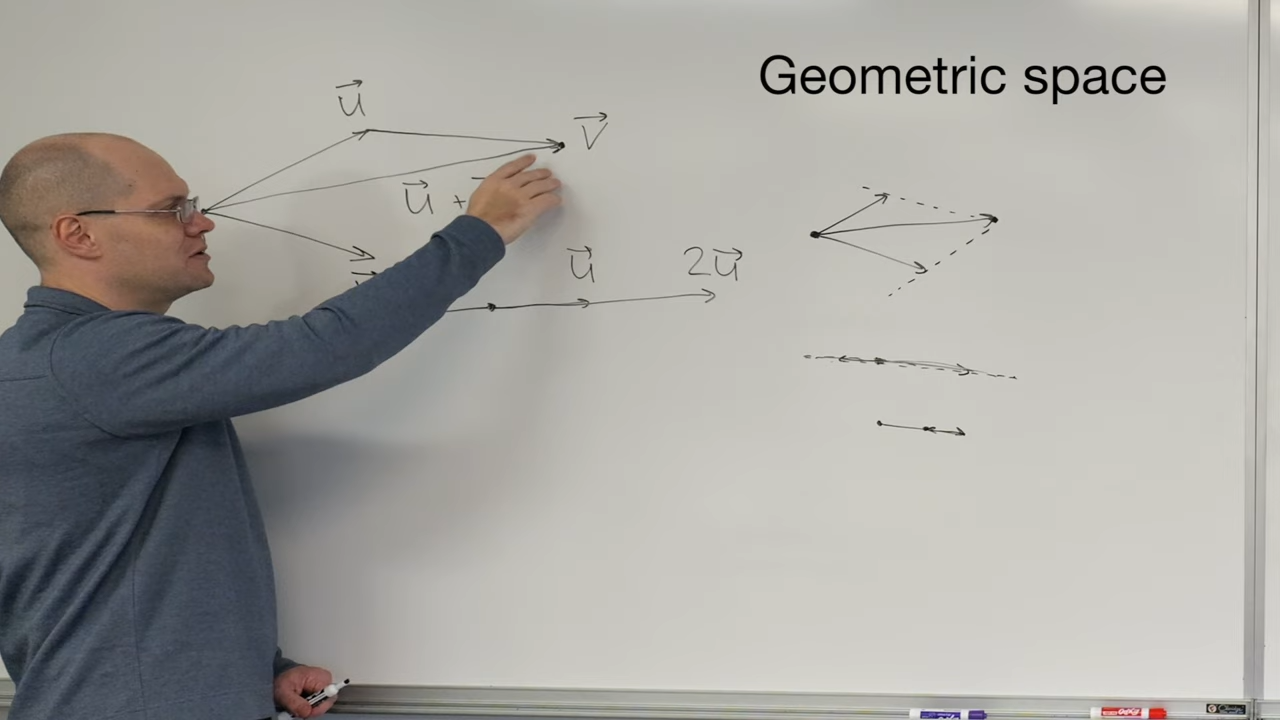 Geometric space
u⃗
v⃗
u⃗ +
u⃗
2u⃗